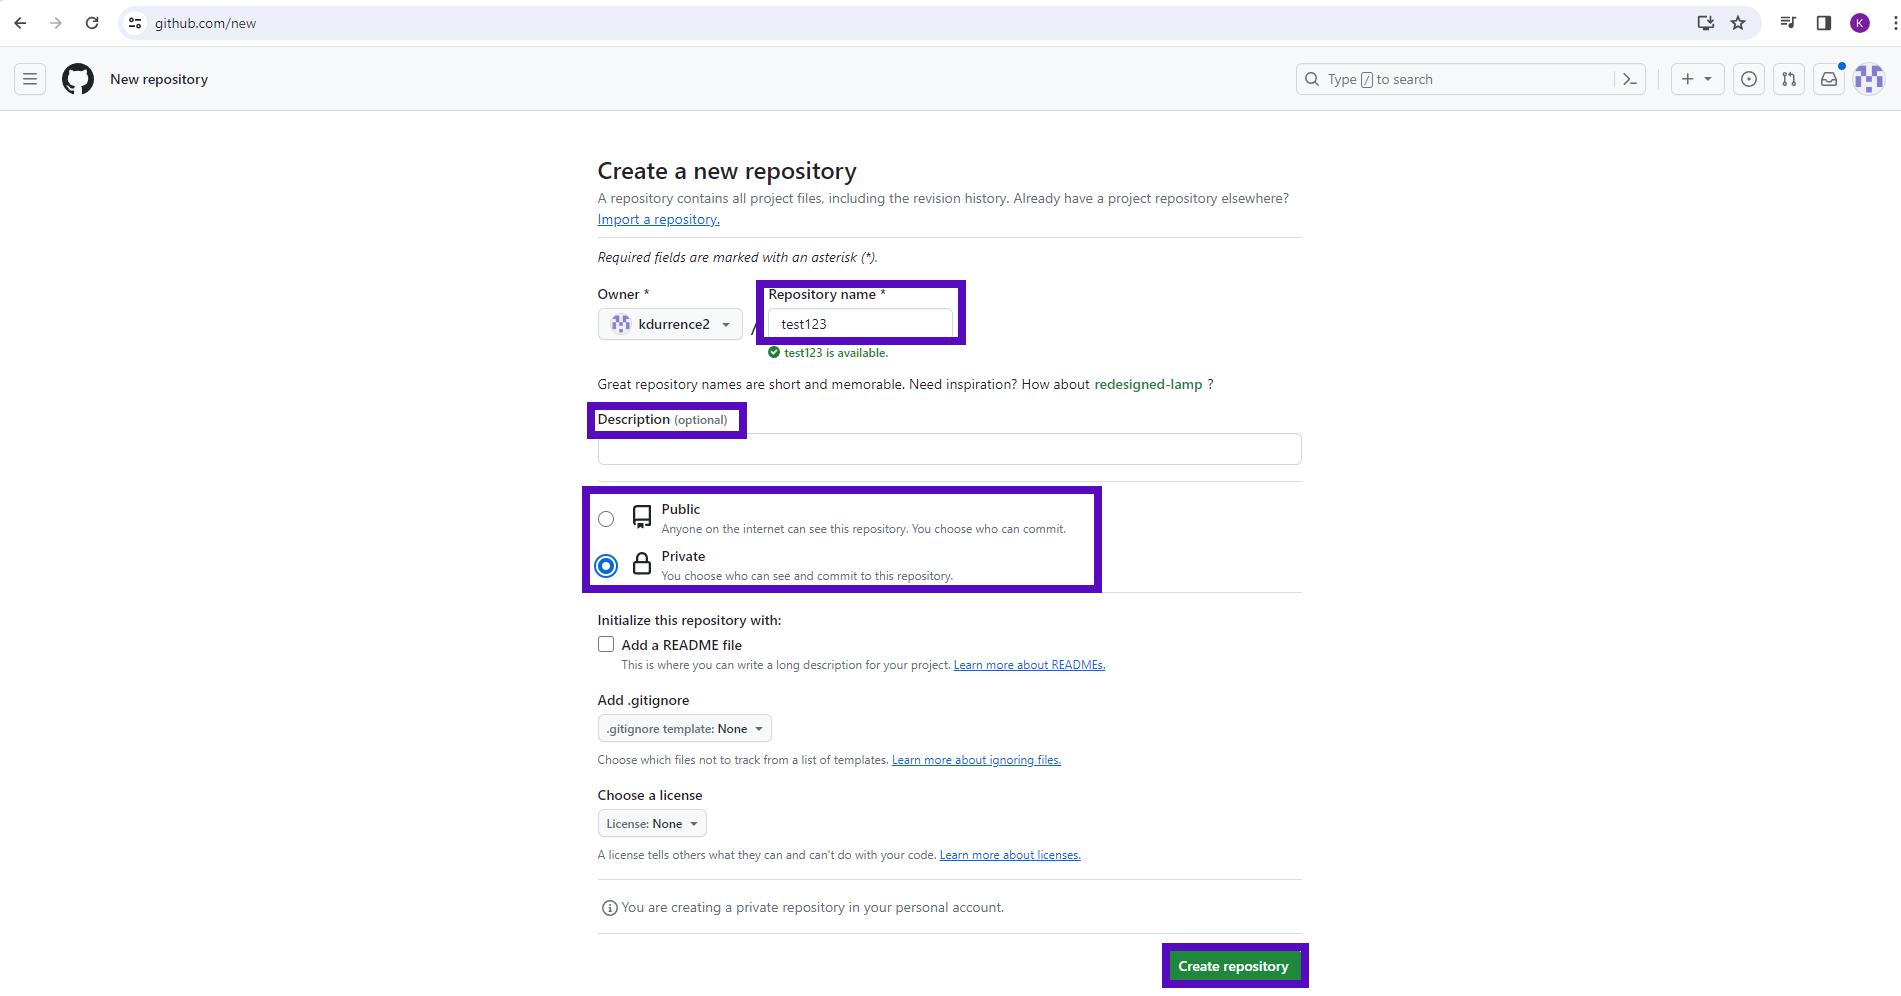 github.com/new
K
New repository
Type / to search
Create a new repository
A repository contains all project files, including the revision history. Already have a project repository elsewhere?
Import a repository.
Required fields are marked with an asterisk (*).
Owner *
Repository name *
kdurrence2
/
test123
test123 is available.
Great repository names are short and memorable. Need inspiration? How about redesigned-lamp ?
Description (optional)
Public
Anyone on the internet can see this repository. You choose who can commit.
Private
You choose who can see and commit to this repository.
Initialize this repository with:
Add a README file
This is where you can write a long description for your project. Learn more about READMEs.
Add .gitignore
.gitignore template: None
Choose which files not to track from a list of templates. Learn more about ignoring files.
Choose a license
License: None
A license tells others what they can and can't do with your code. Learn more about licenses.
You are creating a private repository in your personal account.
Create repository